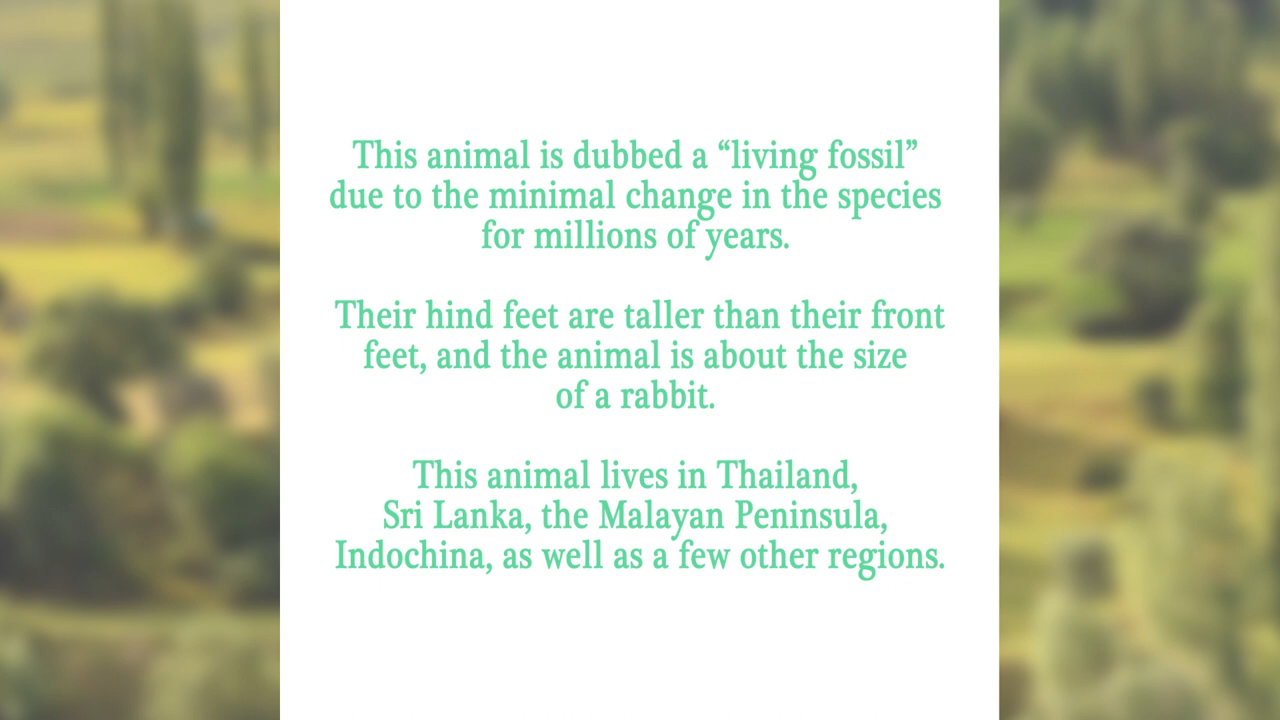 This animal is dubbed a “living fossil”
due to the minimal change in the species
for millions of years.
Their hind feet are taller than their front
feet, and the animal is about the size
of a rabbit.
This animal lives in Thailand,
Sri Lanka, the Malayan Peninsula,
Indochina, as well as a few other regions.